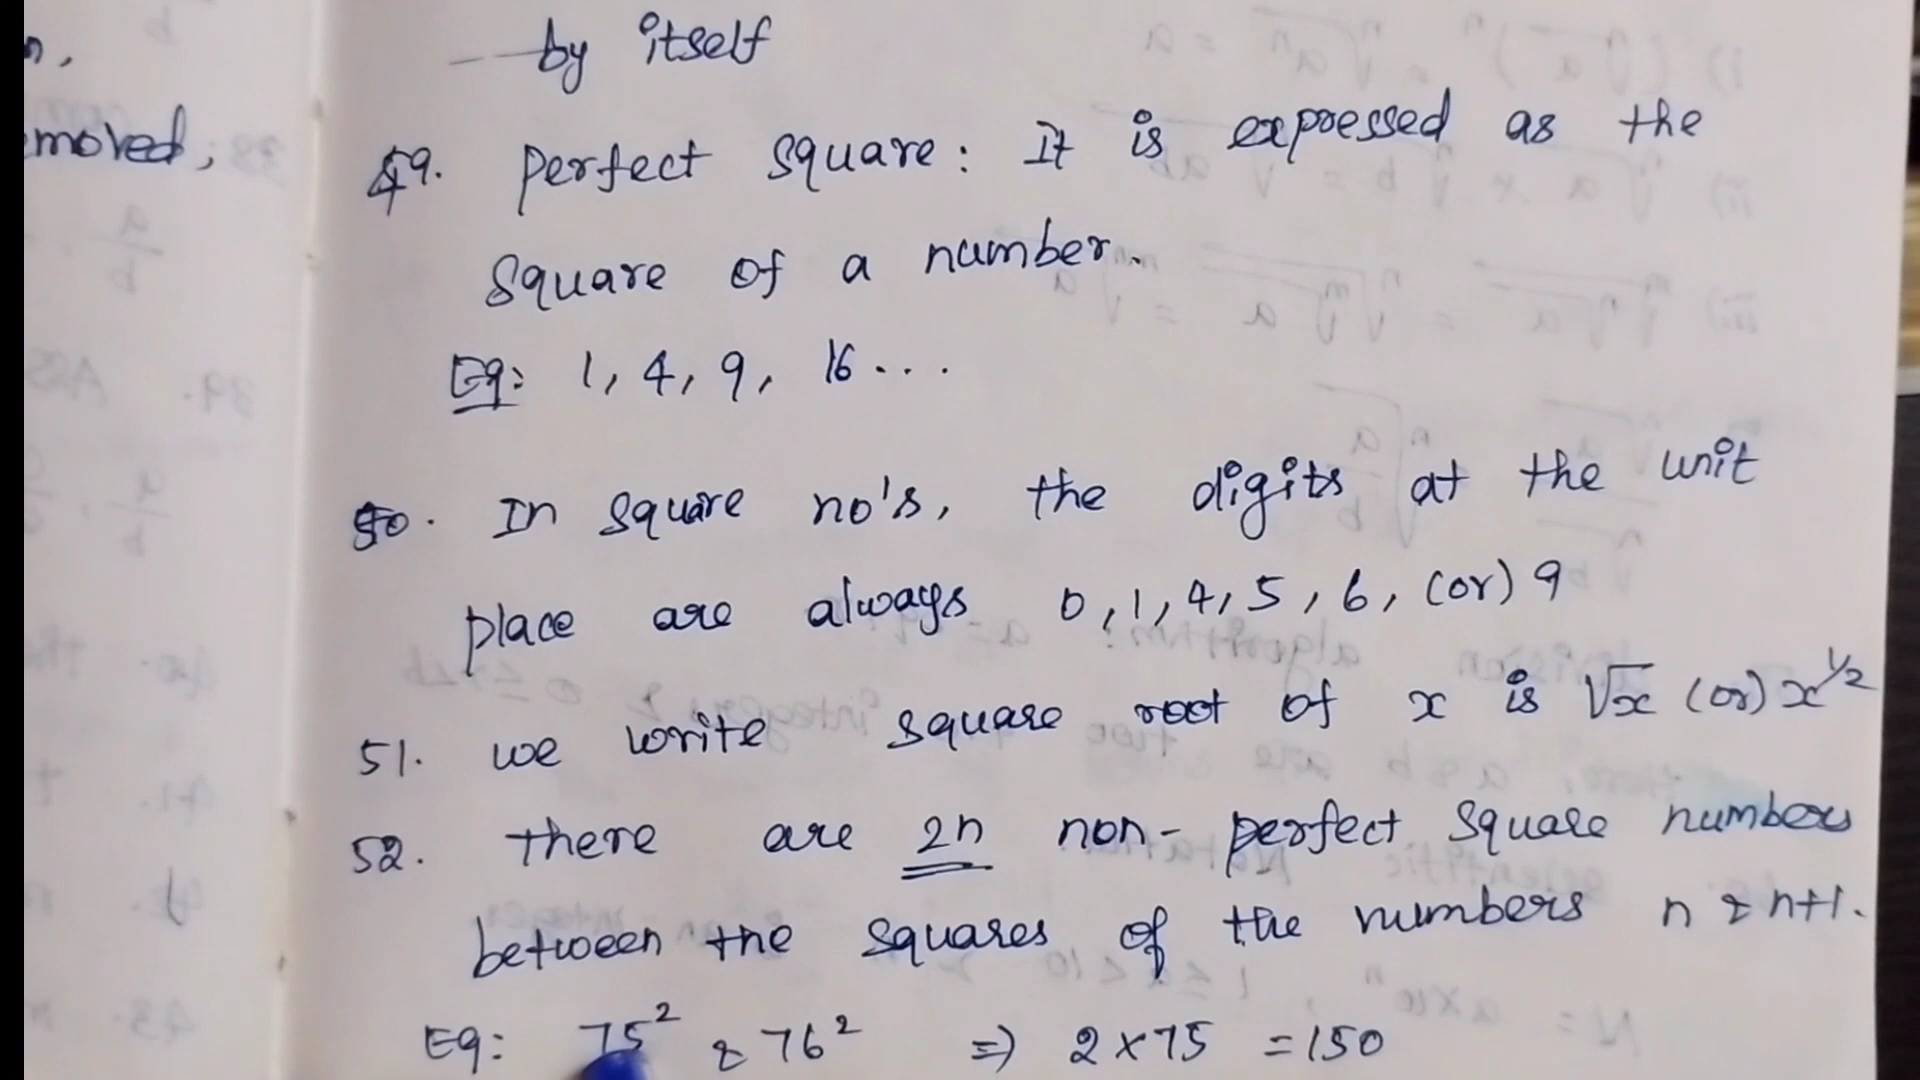 by itself
moved,
49. Perfect square: It is expressed as the
square of a number.
Eg: 1, 4, 9, 16...
50. In square no's, the digits at the unit
place are always 0, 1, 4, 5, 6, (or) 9
51. we write square root of x is √x (or) x^1/2
52. There are 2n non-perfect square numbers
between the squares of the numbers n & n+1.
Eg: 75² & 76² ⇒ 2×75 = 150